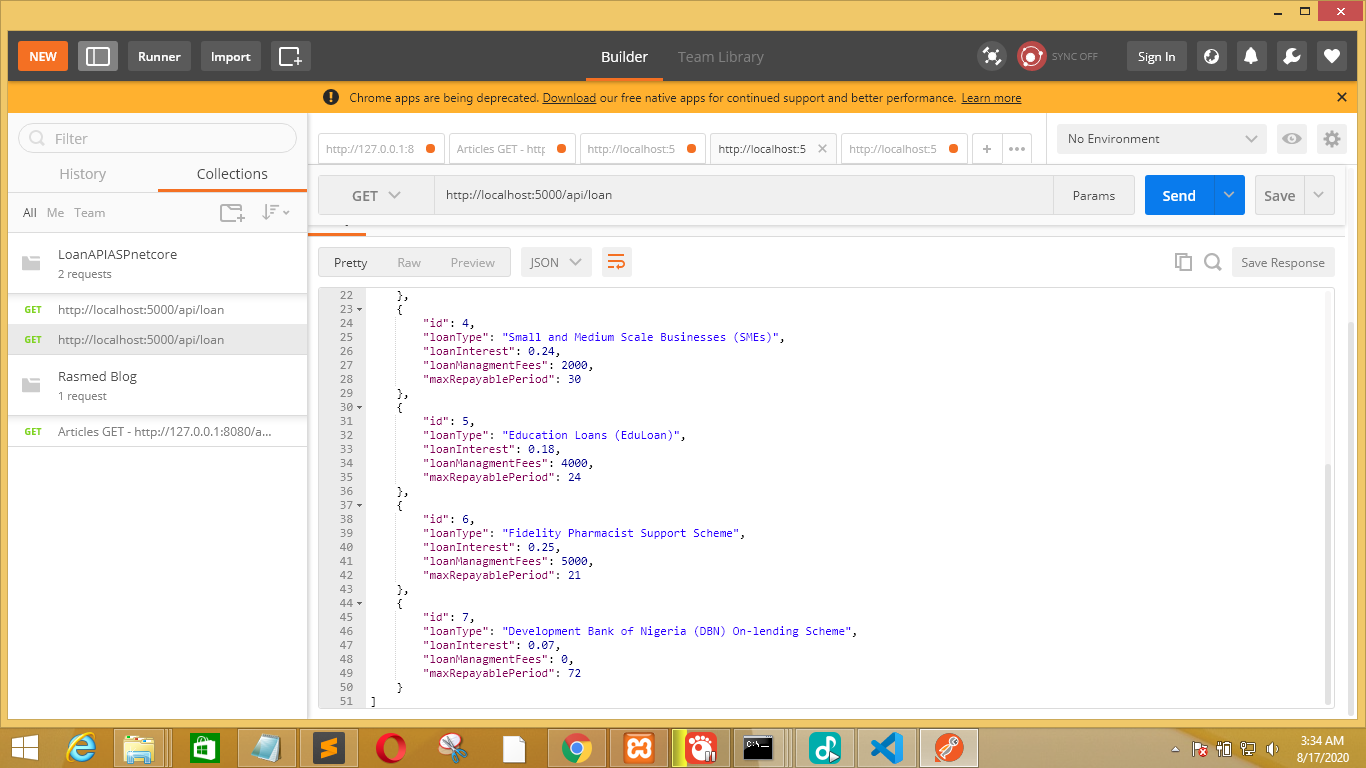 NEW
Runner
Import
Builder
Team Library
SYNC OFF
Sign In
Chrome apps are being deprecated. Download our free native apps for continued support and better performance. Learn more
Filter
http://127.0.0.1:8
Articles GET - http
http://localhost:5
http://localhost:5
http://localhost:5
No Environment
History
Collections
GET
http://localhost:5000/api/loan
Params
Send
Save
All Me Team
LoanAPIASPnetcore
2 requests
GET http://localhost:5000/api/loan
GET http://localhost:5000/api/loan
Rasmed Blog
1 request
GET Articles GET - http://127.0.0.1:8080/a...
Pretty Raw Preview JSON
Save Response
22 },
23 {
24 "id": 4,
25 "loanType": "Small and Medium Scale Businesses (SMEs)",
26 "loanInterest": 0.24,
27 "loanManagmentFees": 2000,
28 "maxRepayablePeriod": 30
29 },
30 {
31 "id": 5,
32 "loanType": "Education Loans (EduLoan)",
33 "loanInterest": 0.18,
34 "loanManagmentFees": 4000,
35 "maxRepayablePeriod": 24
36 },
37 {
38 "id": 6,
39 "loanType": "Fidelity Pharmacist Support Scheme",
40 "loanInterest": 0.25,
41 "loanManagmentFees": 5000,
42 "maxRepayablePeriod": 21
43 },
44 {
45 "id": 7,
46 "loanType": "Development Bank of Nigeria (DBN) On-lending Scheme",
47 "loanInterest": 0.07,
48 "loanManagmentFees": 0,
49 "maxRepayablePeriod": 72
50 }
51 ]
3:34 AM
8/17/2020